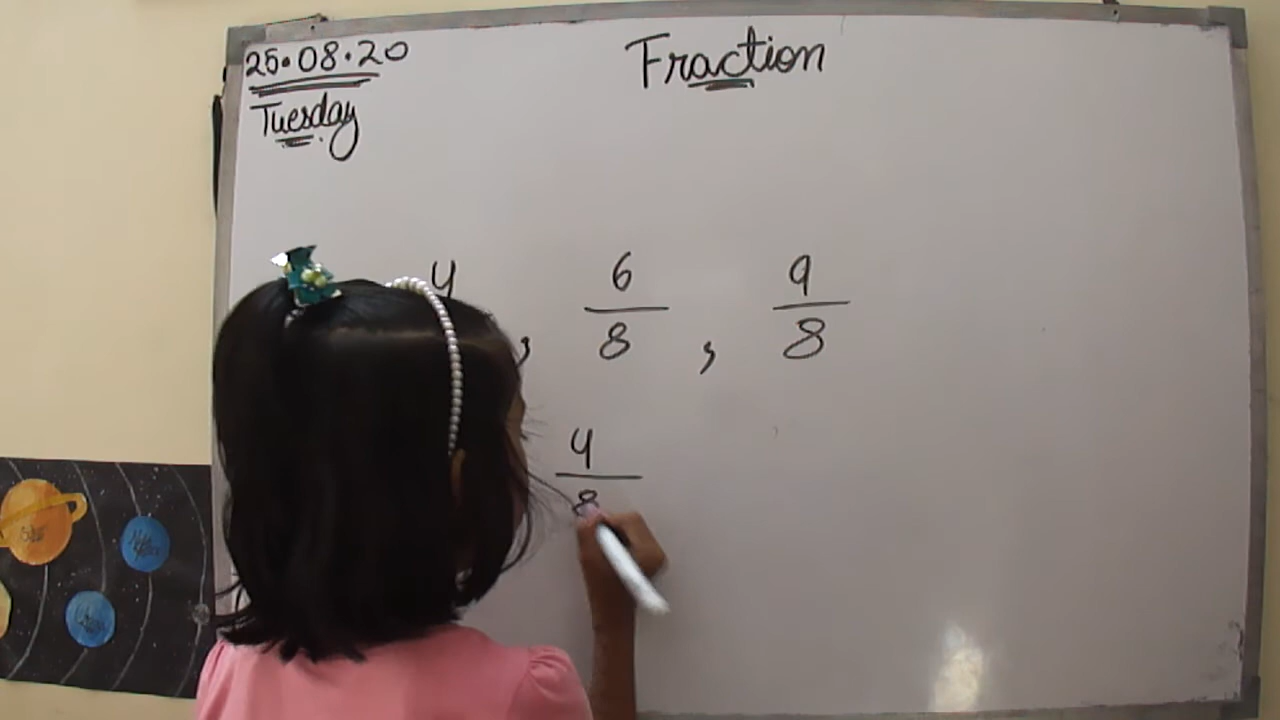 25.08.20
Fraction
Tuesday
4 , 6/8 , 9/8
4/8